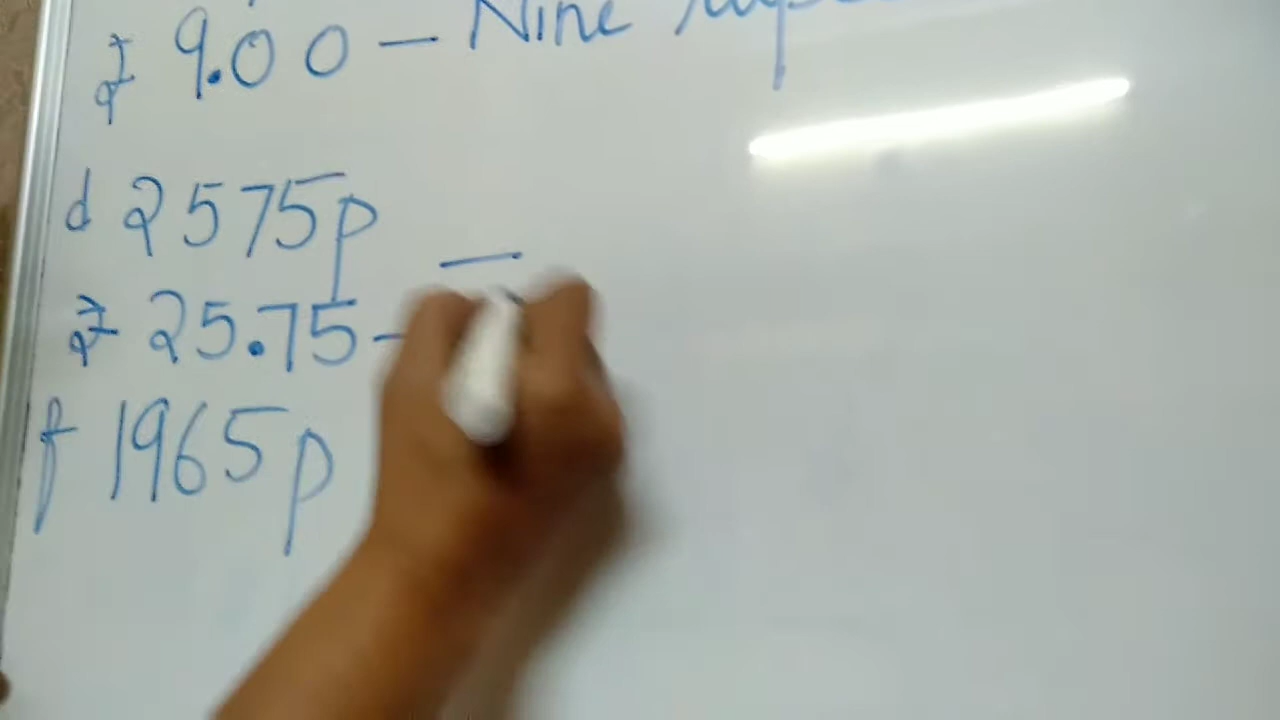 ₹ 9.00 - Nine
d 2575p
₹ 25.75 -
f 1965p